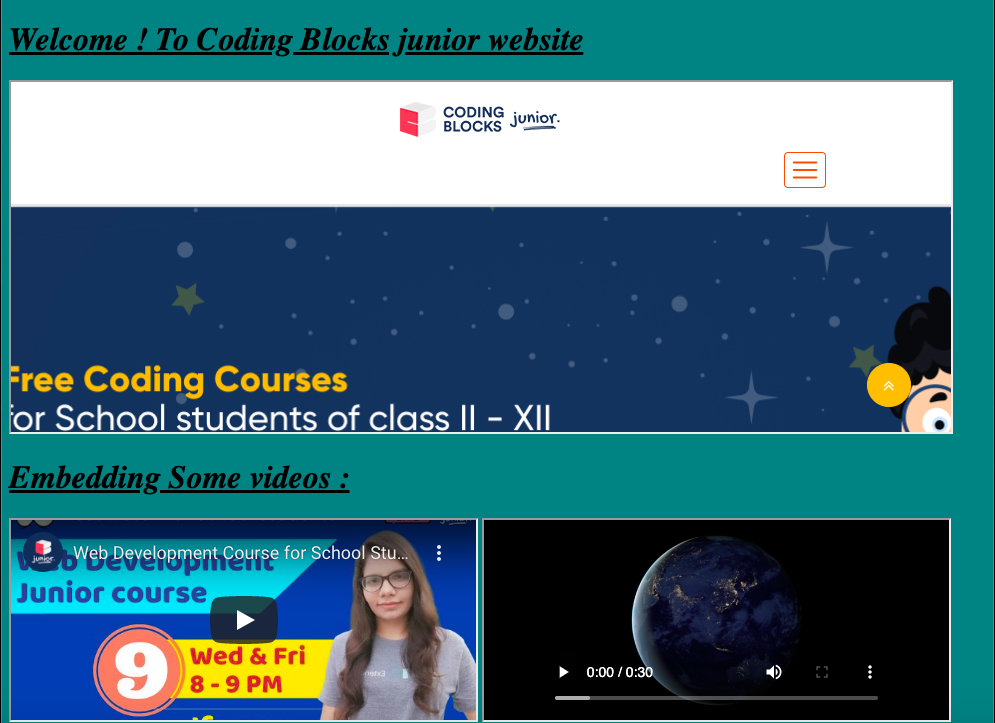 Welcome ! To Coding Blocks junior website
CODING
BLOCKS junior.
Free Coding Courses
for School students of class II - XII
Embedding Some videos :
junior
Web Development Course for School Stu...
Web Development
Junior course
9
Wed & Fri
8 - 9 PM
0:00 / 0:30